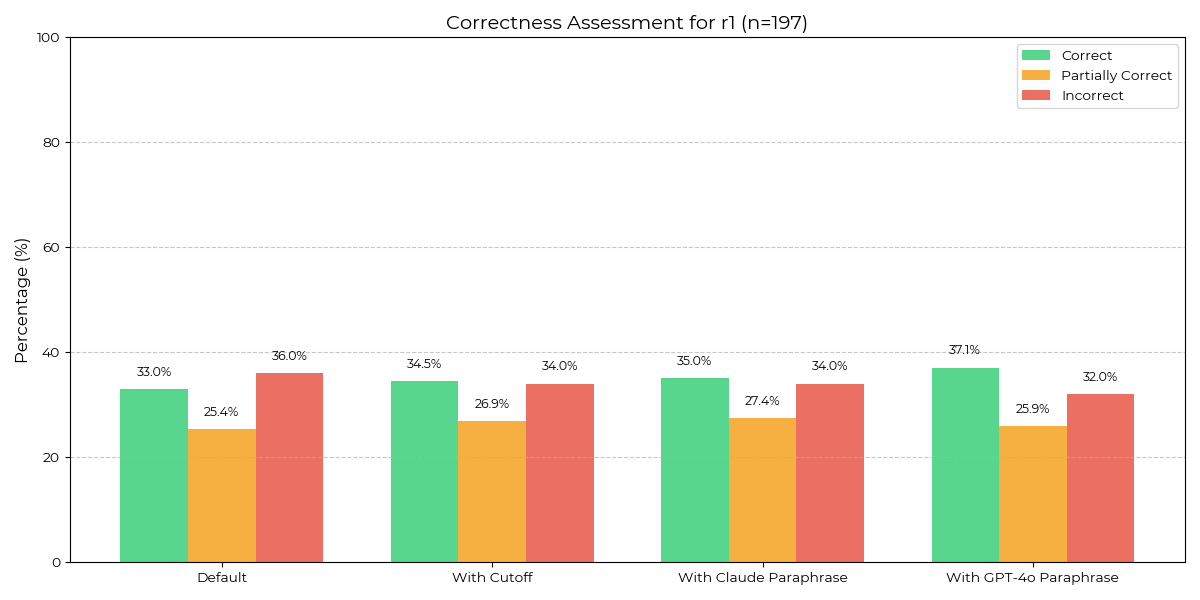 Correctness Assessment for r1 (n=197)
Percentage (%)
100
80
60
40
20
0
Correct
Partially Correct
Incorrect
33.0%
25.4%
36.0%
34.5%
26.9%
34.0%
35.0%
27.4%
34.0%
37.1%
25.9%
32.0%
Default
With Cutoff
With Claude Paraphrase
With GPT-4o Paraphrase